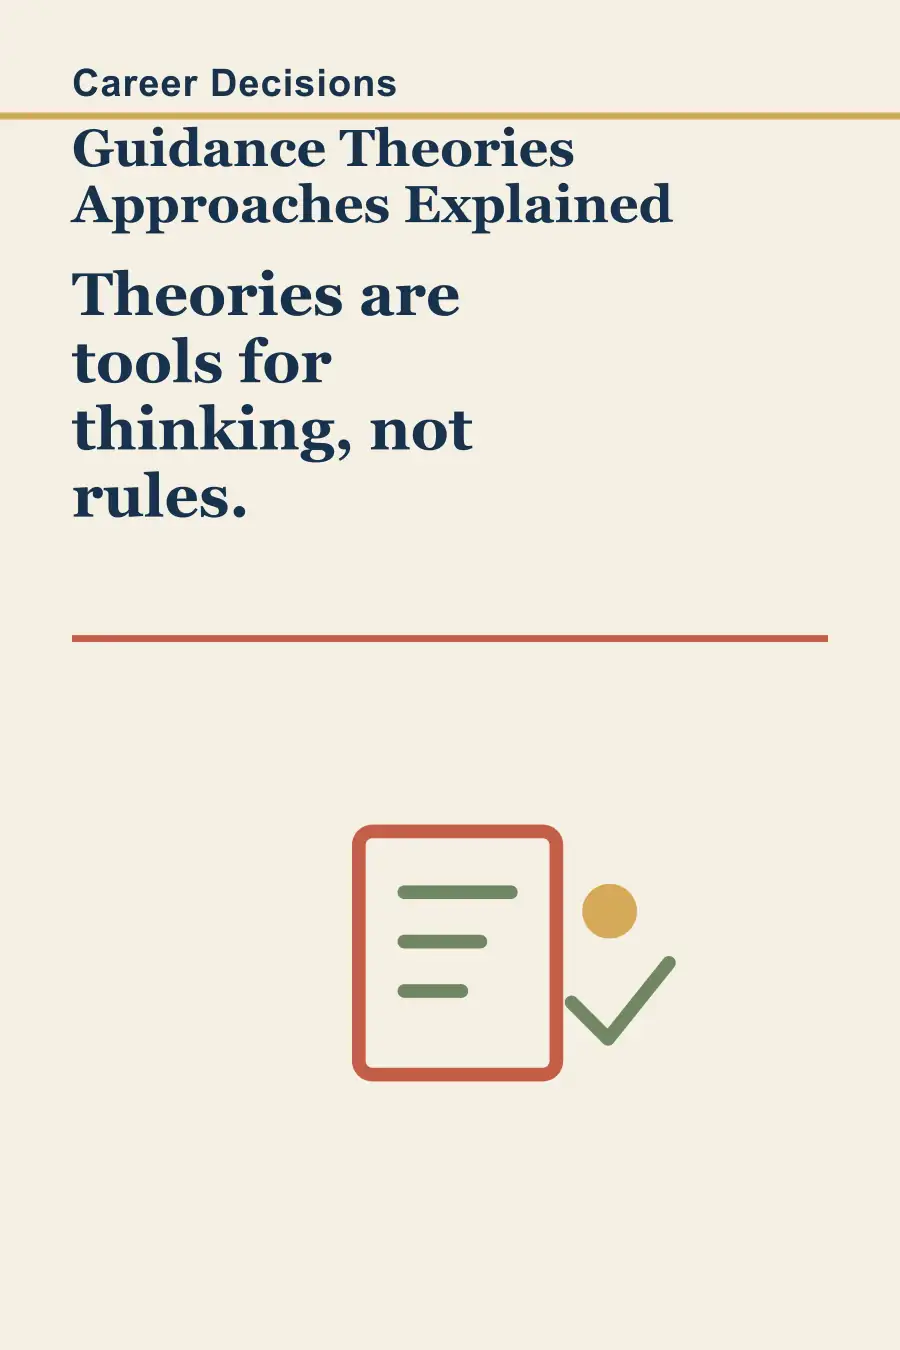 Career Decisions
Guidance Theories
Approaches Explained
Theories are
tools for
thinking, not
rules.